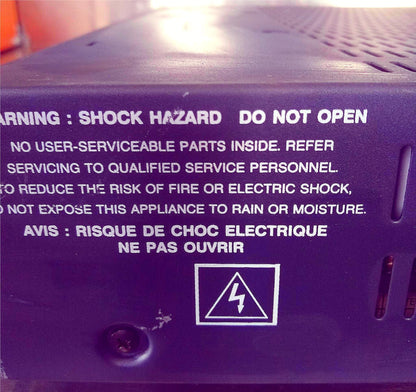 ARNING : SHOCK HAZARD DO NOT OPEN
NO USER-SERVICEABLE PARTS INSIDE. REFER
SERVICING TO QUALIFIED SERVICE PERSONNEL.
TO REDUCE THE RISK OF FIRE OR ELECTRIC SHOCK,
O NOT EXPOSE THIS APPLIANCE TO RAIN OR MOISTURE.
AVIS : RISQUE DE CHOC ELECTRIQUE
NE PAS OUVRIR